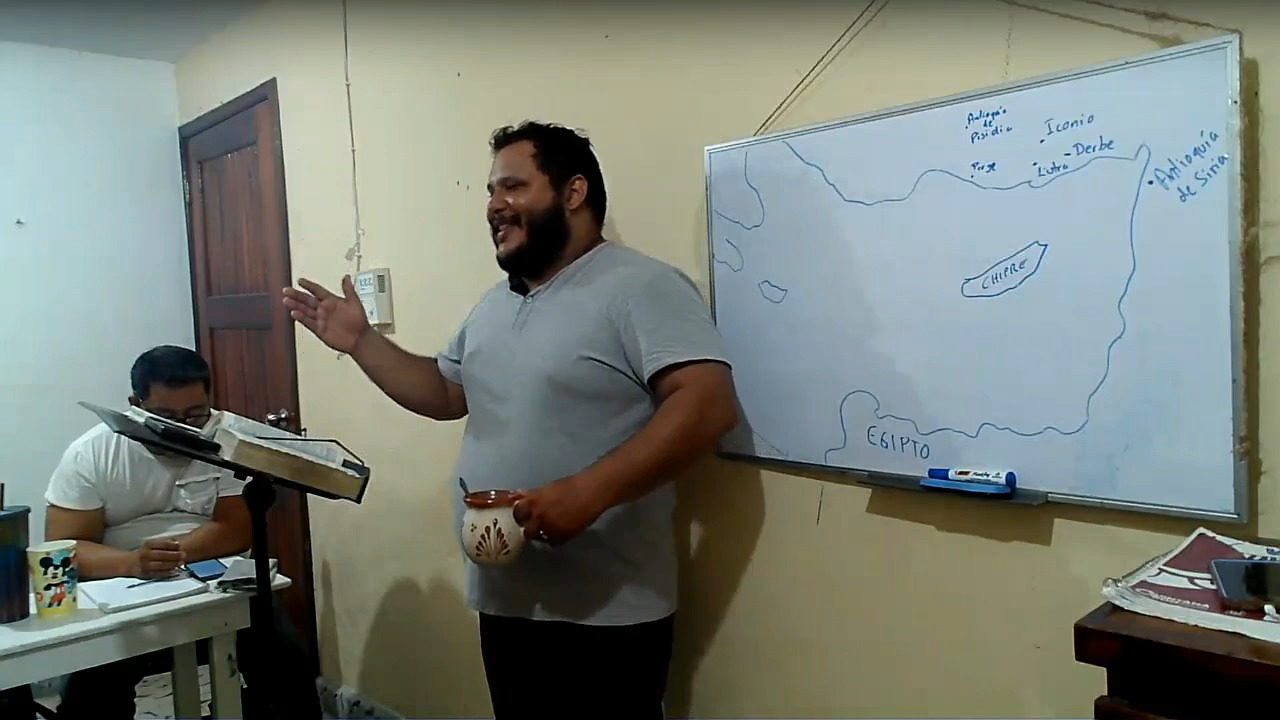 Antioquía
de
Pisidia
Iconio
Derbe
Listra
Perge
Antioquía
de Siria
CHIPRE
EGIPTO